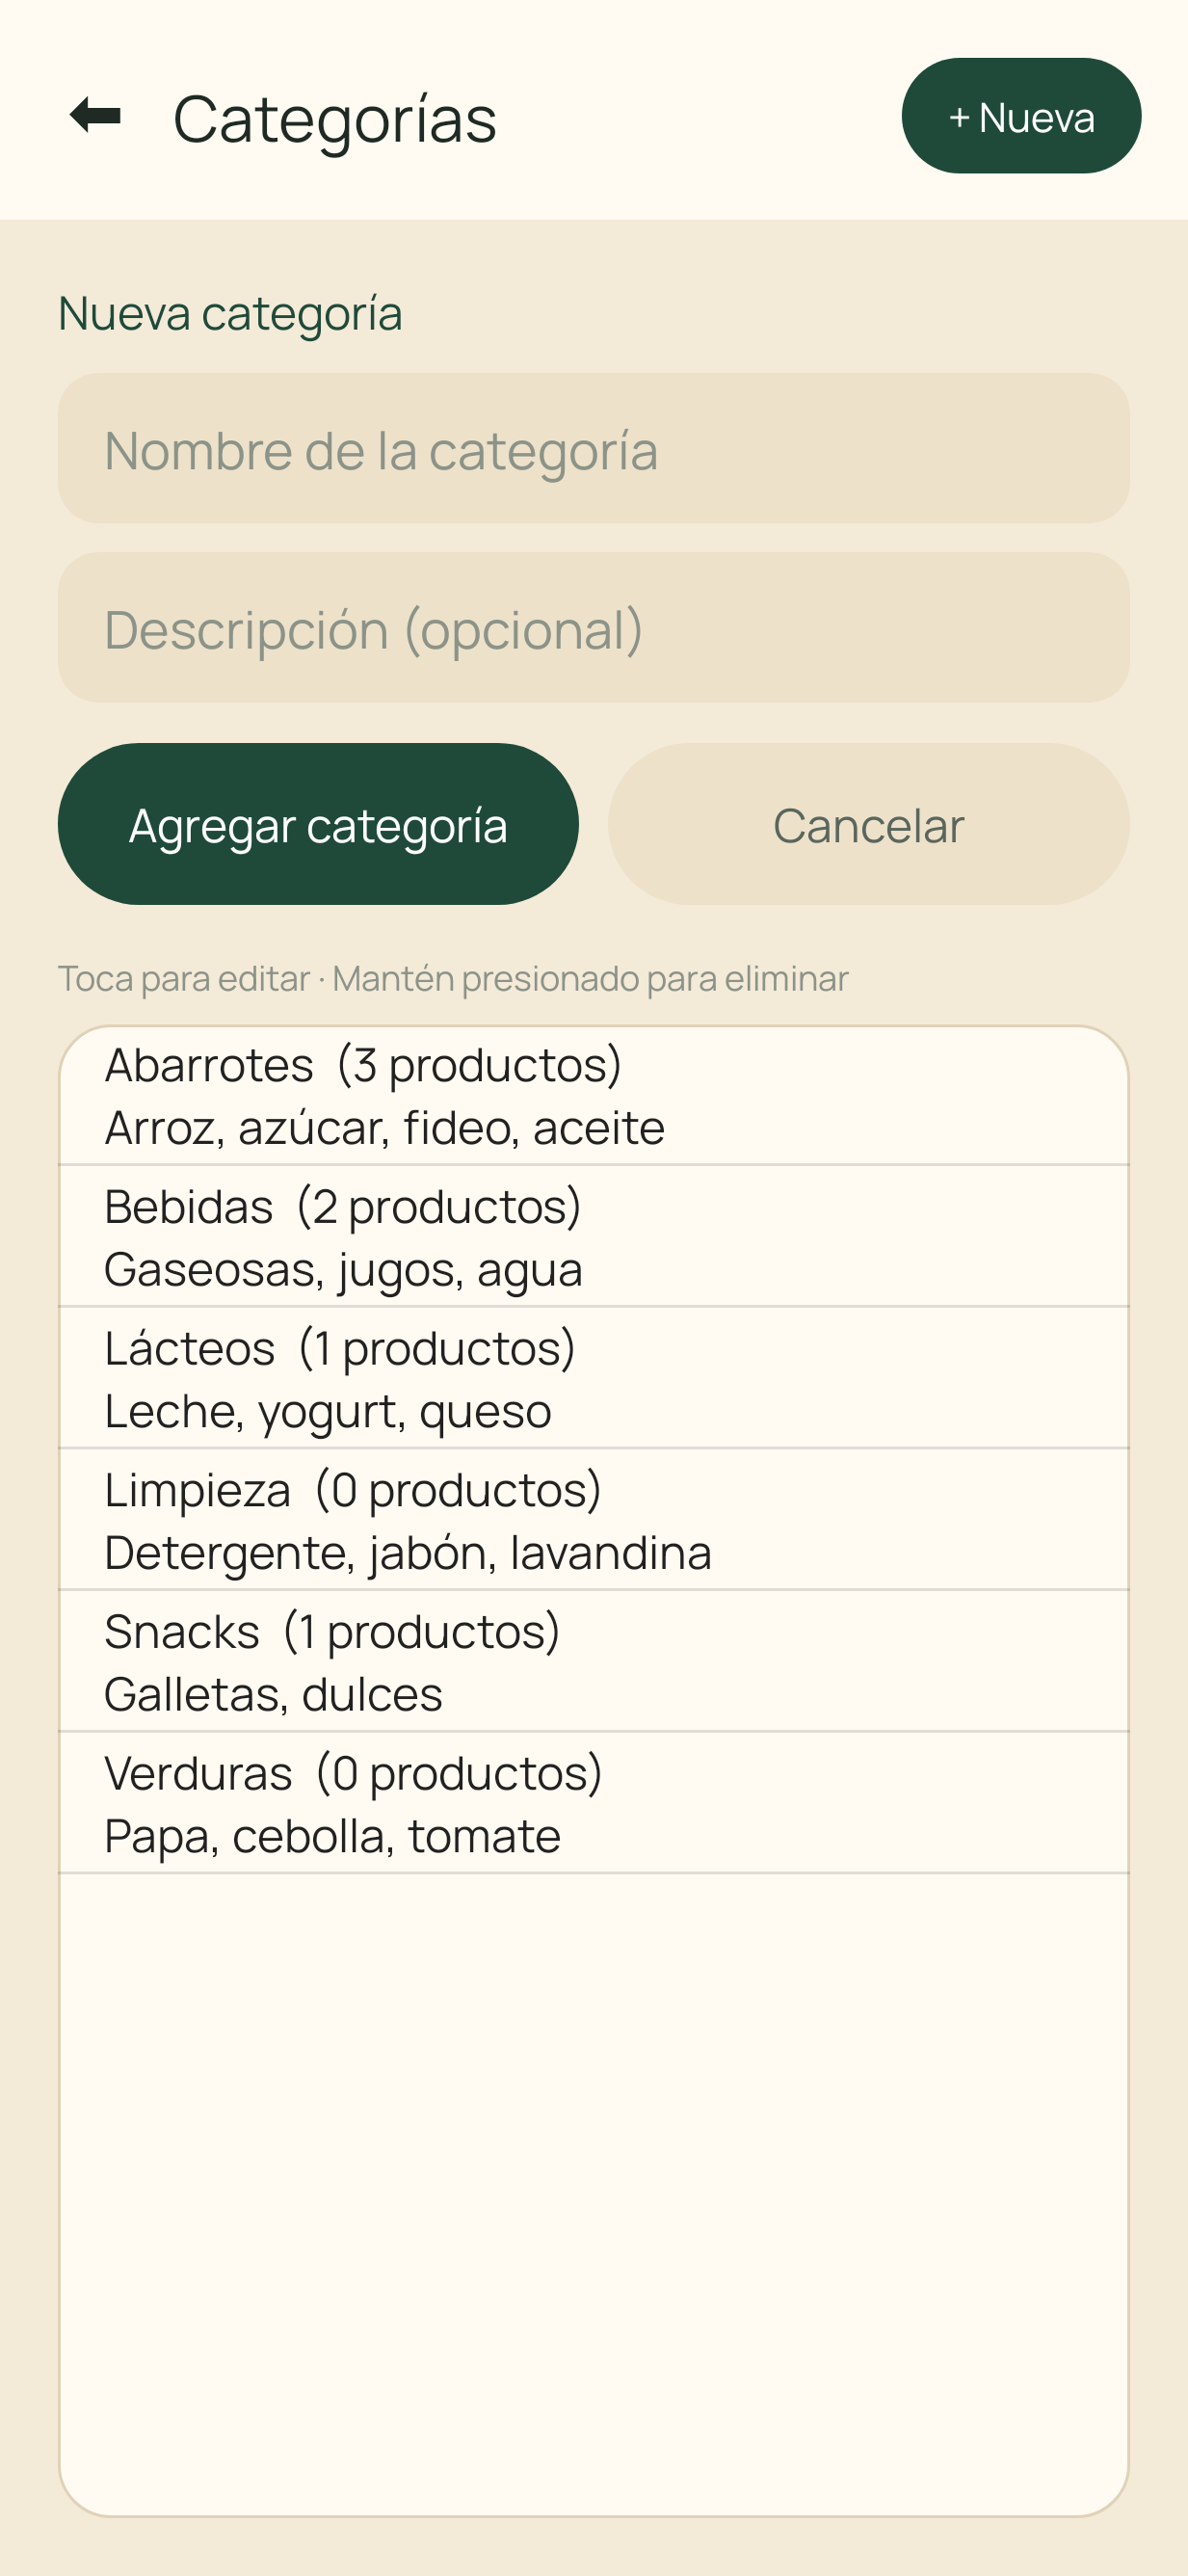 Categorías
+ Nueva
Nueva categoría
Nombre de la categoría
Descripción (opcional)
Agregar categoría
Cancelar
Toca para editar · Mantén presionado para eliminar
Abarrotes (3 productos)
Arroz, azúcar, fideo, aceite
Bebidas (2 productos)
Gaseosas, jugos, agua
Lácteos (1 productos)
Leche, yogurt, queso
Limpieza (0 productos)
Detergente, jabón, lavandina
Snacks (1 productos)
Galletas, dulces
Verduras (0 productos)
Papa, cebolla, tomate